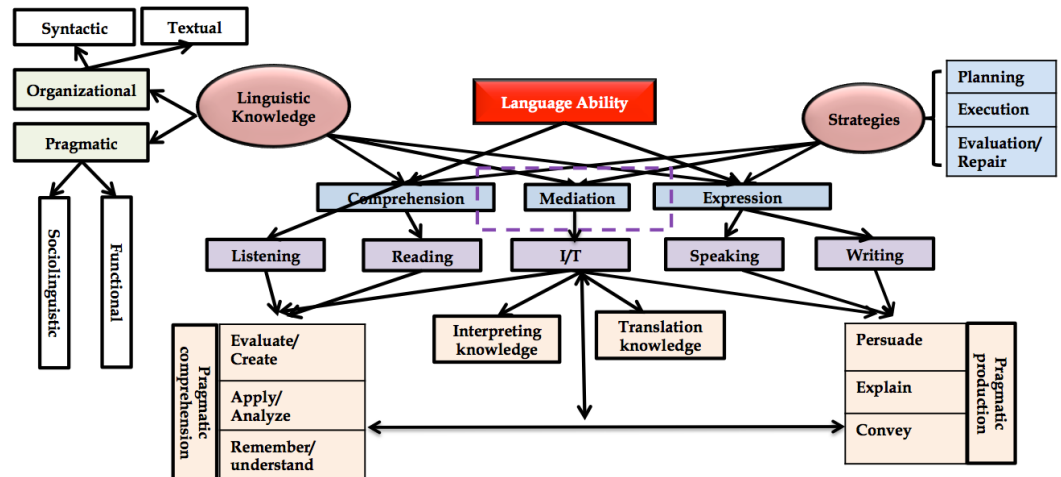 Syntactic
Textual
Organizational
Pragmatic
Sociolinguistic
Functional
Linguistic
Knowledge
Language Ability
Strategies
Planning
Execution
Evaluation/
Repair
Comprehension
Mediation
Expression
Listening
Reading
I/T
Speaking
Writing
Interpreting
knowledge
Translation
knowledge
Pragmatic
comprehension
Evaluate/
Create
Apply/
Analyze
Remember/
understand
Persuade
Explain
Convey
Pragmatic
production